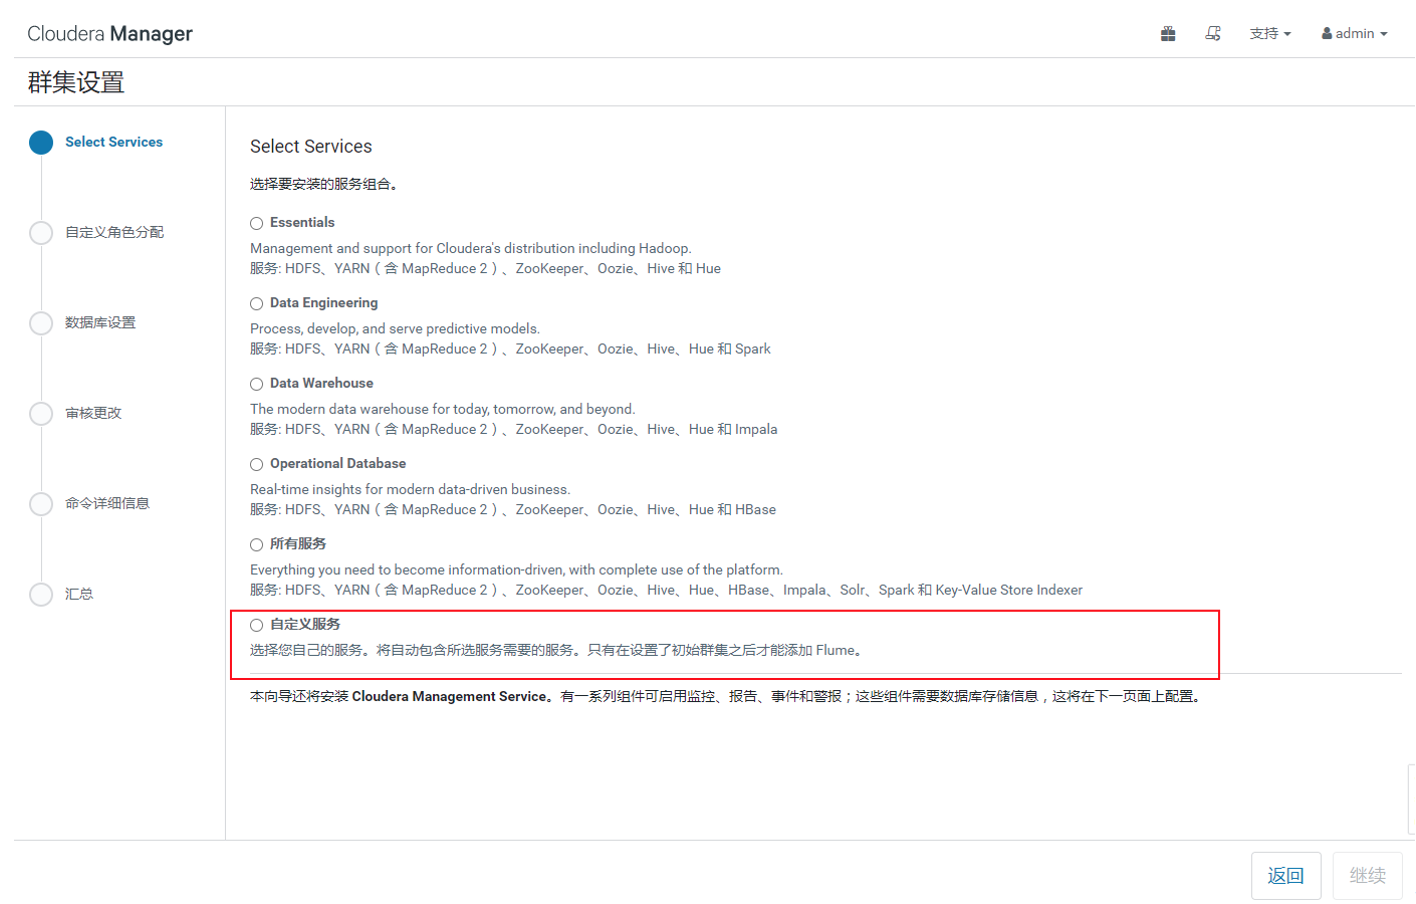 Cloudera Manager
支持
admin
群集设置
Select Services
自定义角色分配
数据库设置
审核更改
命令详细信息
汇总
Select Services
选择要安装的服务组合。
Essentials
Management and support for Cloudera's distribution including Hadoop.
服务: HDFS、YARN（含 MapReduce 2）、ZooKeeper、Oozie、Hive 和 Hue
Data Engineering
Process, develop, and serve predictive models.
服务: HDFS、YARN（含 MapReduce 2）、ZooKeeper、Oozie、Hive、Hue 和 Spark
Data Warehouse
The modern data warehouse for today, tomorrow, and beyond.
服务: HDFS、YARN（含 MapReduce 2）、ZooKeeper、Oozie、Hive、Hue 和 Impala
Operational Database
Real-time insights for modern data-driven business.
服务: HDFS、YARN（含 MapReduce 2）、ZooKeeper、Oozie、Hive、Hue 和 HBase
所有服务
Everything you need to become information-driven, with complete use of the platform.
服务: HDFS、YARN（含 MapReduce 2）、ZooKeeper、Oozie、Hive、Hue、HBase、Impala、Solr、Spark 和 Key-Value Store Indexer
自定义服务
选择您自己的服务。将自动包含所选服务需要的服务。只有在设置了初始群集之后才能添加 Flume。
本向导还将安装 Cloudera Management Service。有一系列组件可启用监控、报告、事件和警报；这些组件需要数据库存储信息，这将在下一页面上配置。
返回
继续